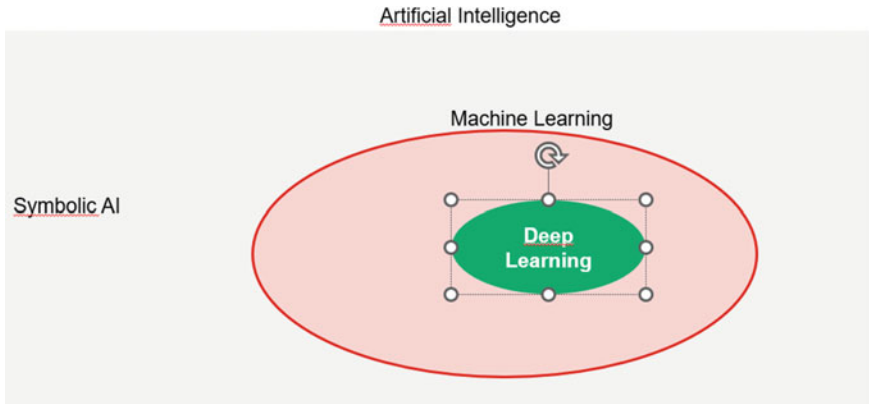 Artificial Intelligence
Machine Learning
Symbolic AI
Deep
Learning